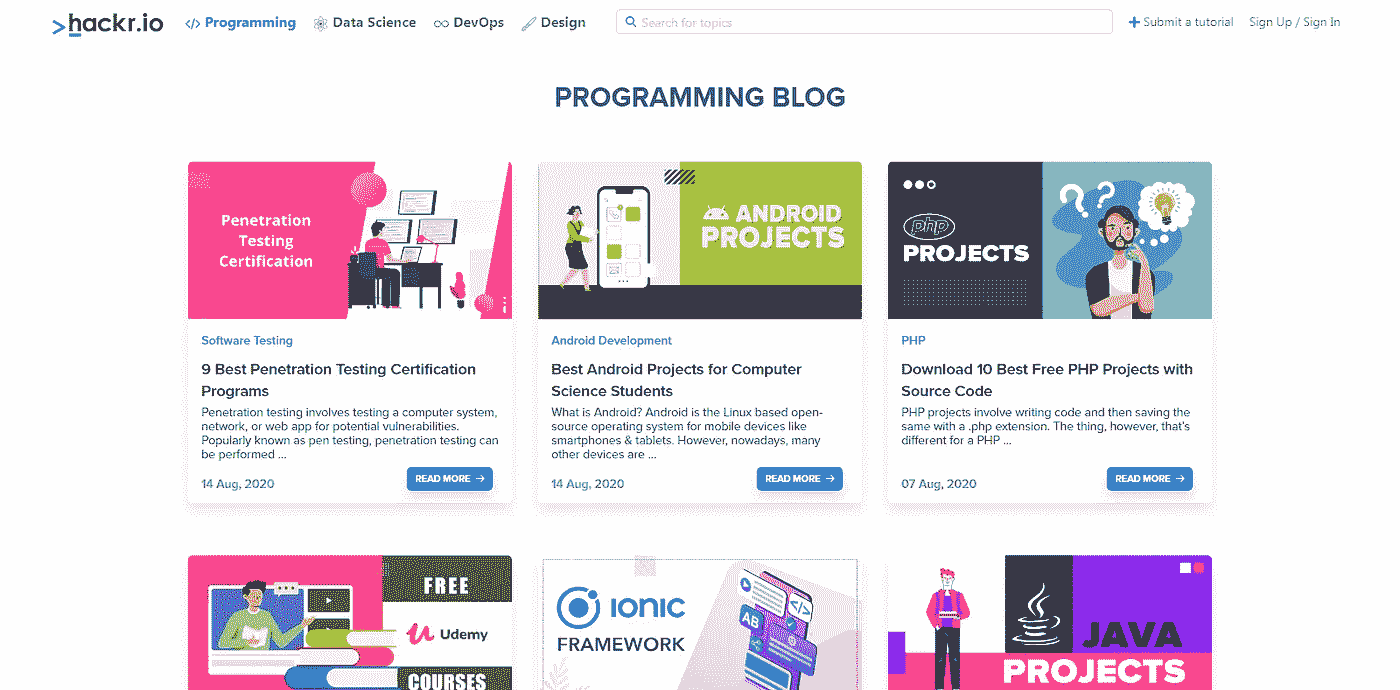 >hackr.io
</> Programming
Data Science
DevOps
Design
Search for topics
+ Submit a tutorial
Sign Up / Sign In
PROGRAMMING BLOG
Penetration
Testing
Certification
Software Testing
9 Best Penetration Testing Certification
Programs
Penetration testing involves testing a computer system,
network, or web app for potential vulnerabilities.
Popularly known as pen testing, penetration testing can
be performed ...
14 Aug, 2020
READ MORE →
ANDROID
PROJECTS
Android Development
Best Android Projects for Computer
Science Students
What is Android? Android is the Linux based open-
source operating system for mobile devices like
smartphones & tablets. However, nowadays, many
other devices are ...
14 Aug, 2020
READ MORE →
php
PROJECTS
PHP
Download 10 Best Free PHP Projects with
Source Code
PHP projects involve writing code and then saving the
same with a .php extension. The thing, however, that's
different for a PHP ...
07 Aug, 2020
READ MORE →
FREE
Udemy
COURSES
IONIC
FRAMEWORK
</>
AB
JAVA
PROJECTS